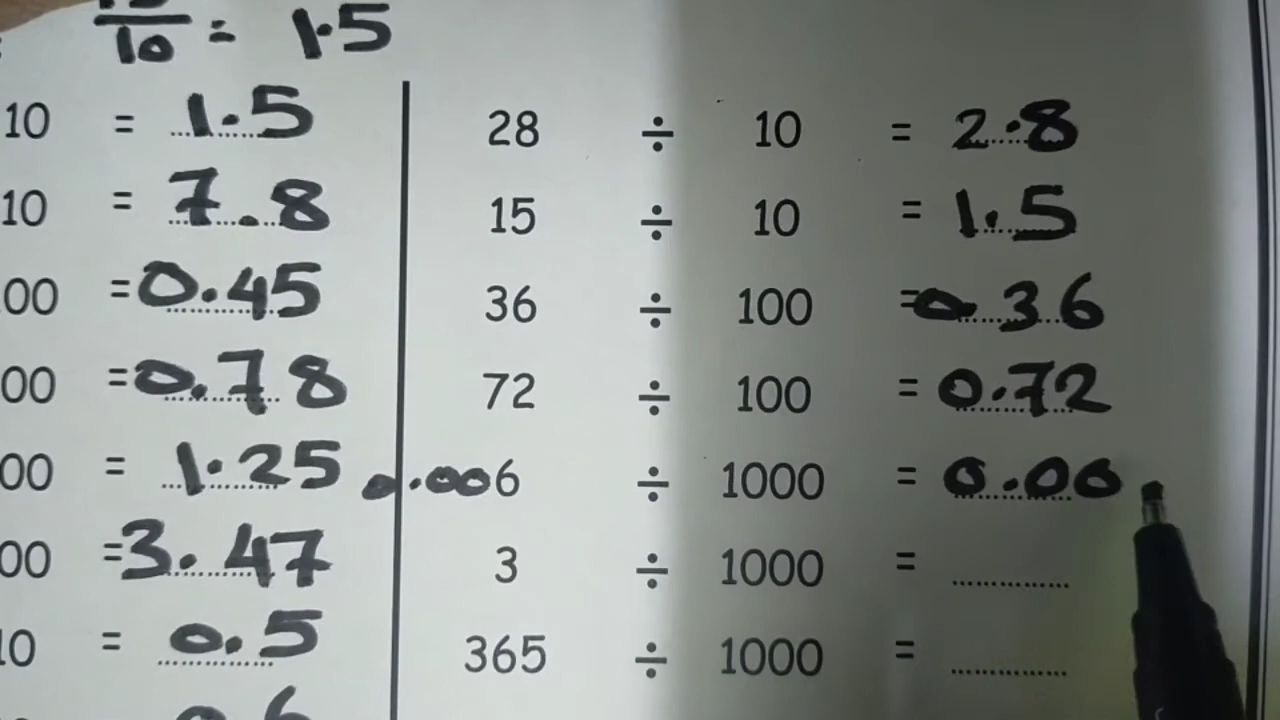 10 = 1.5
10 = 1.5
10 = 7.8
00 = 0.45
00 = 0.78
00 = 1.25
00 = 3.47
10 = 0.5
28 ÷ 10 = 2.8
15 ÷ 10 = 1.5
36 ÷ 100 = 0.36
72 ÷ 100 = 0.72
0.006 ÷ 1000 = 0.00
3 ÷ 1000 = ..............
365 ÷ 1000 = ..............